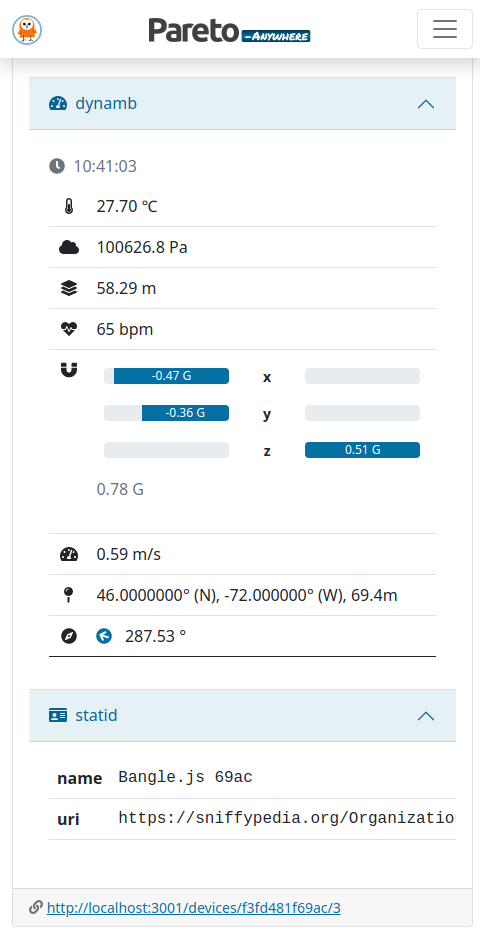 Pareto -ANYWHERE
dynamb
10:41:03
27.70 ℃
100626.8 Pa
58.29 m
65 bpm
-0.47 G x
-0.36 G y
z 0.51 G
0.78 G
0.59 m/s
46.0000000° (N), -72.000000° (W), 69.4m
287.53 °
statid
name Bangle.js 69ac
uri https://sniffypedia.org/Organizatio
http://localhost:3001/devices/f3fd481f69ac/3